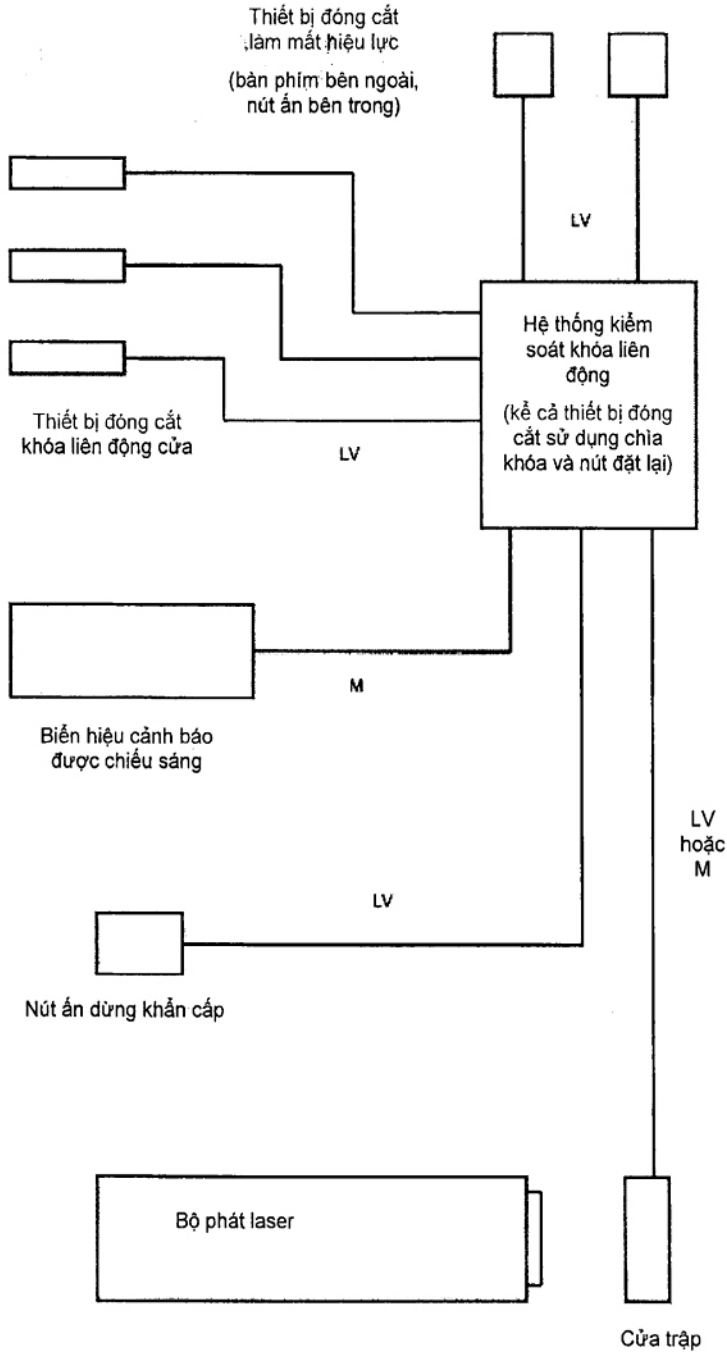 Thiết bị đóng cắt
làm mất hiệu lực
(bàn phím bên ngoài,
nút ấn bên trong)
LV
Hệ thống kiểm
soát khóa liên
động
(kể cả thiết bị đóng
cắt sử dụng chìa
khóa và nút đặt lại)
Thiết bị đóng cắt
khóa liên động cửa
LV
M
Biển hiệu cảnh báo
được chiếu sáng
LV
hoặc
M
LV
Nút ấn dừng khẩn cấp
Bộ phát laser
Cửa trập